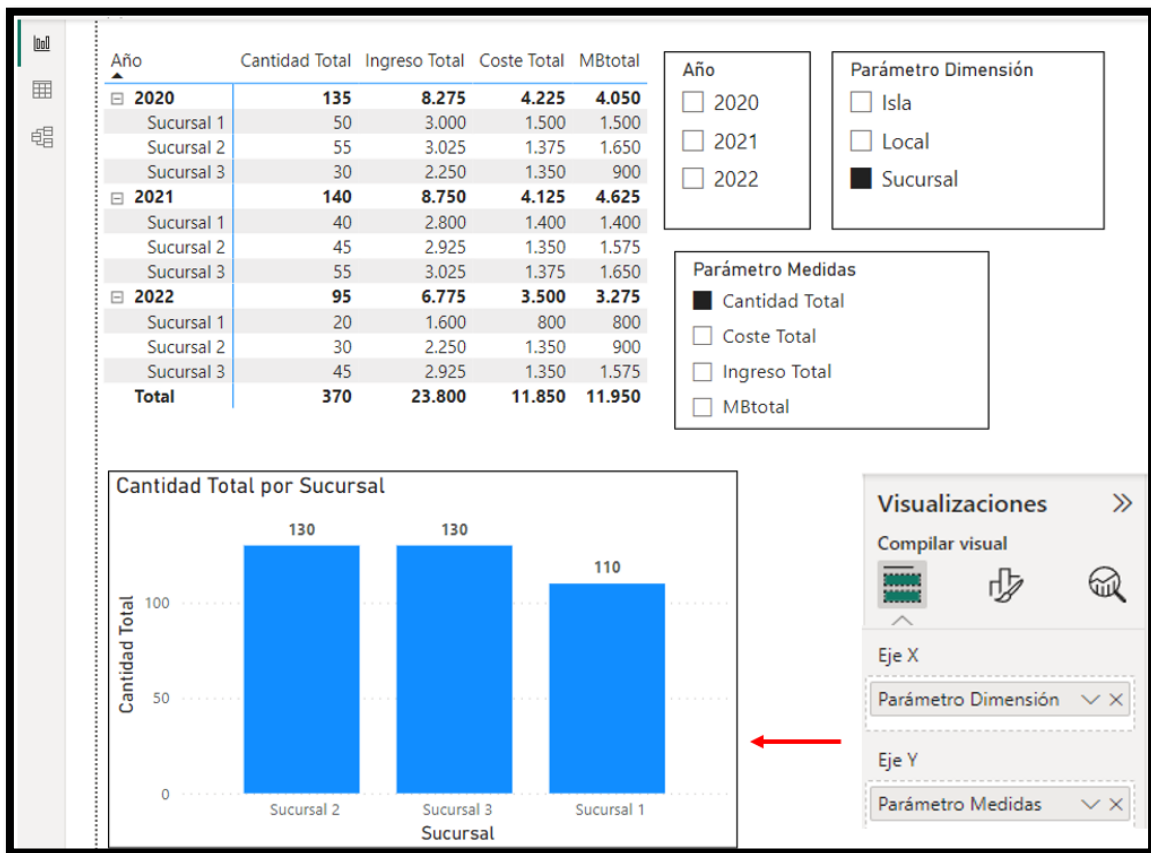 Año Cantidad Total Ingreso Total Coste Total MBtotal
2020 135 8.275 4.225 4.050
Sucursal 1 50 3.000 1.500 1.500
Sucursal 2 55 3.025 1.375 1.650
Sucursal 3 30 2.250 1.350 900
2021 140 8.750 4.125 4.625
Sucursal 1 40 2.800 1.400 1.400
Sucursal 2 45 2.925 1.350 1.575
Sucursal 3 55 3.025 1.375 1.650
2022 95 6.775 3.500 3.275
Sucursal 1 20 1.600 800 800
Sucursal 2 30 2.250 1.350 900
Sucursal 3 45 2.925 1.350 1.575
Total 370 23.800 11.850 11.950
Año
2020
2021
2022
Parámetro Dimensión
Isla
Local
Sucursal
Parámetro Medidas
Cantidad Total
Coste Total
Ingreso Total
MBtotal
Cantidad Total por Sucursal
130 130 110
Cantidad Total
100
50
0
Sucursal 2 Sucursal 3 Sucursal 1
Sucursal
Visualizaciones
Compilar visual
Eje X
Parámetro Dimensión
Eje Y
Parámetro Medidas